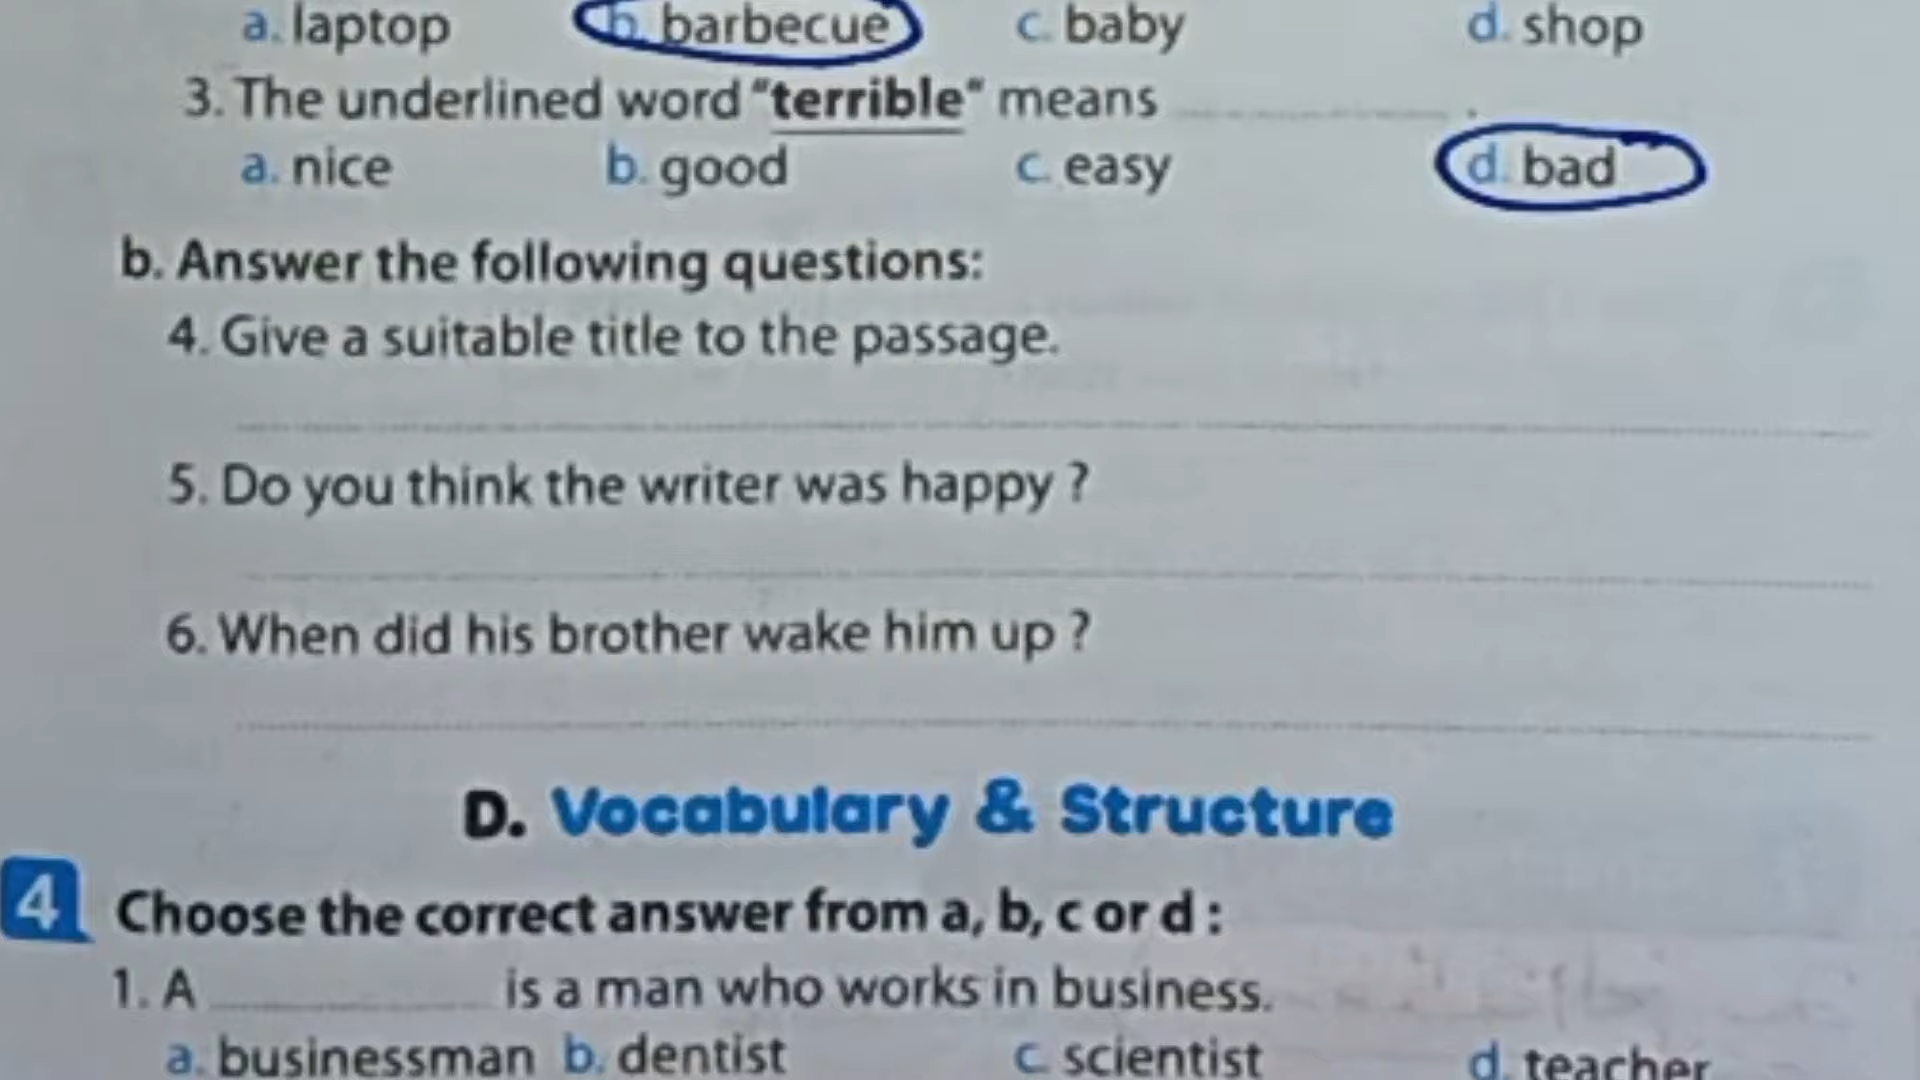 a. laptop b. barbecue c. baby d. shop
3. The underlined word "terrible" means ............ .
a. nice b. good c. easy d. bad
b. Answer the following questions:
4. Give a suitable title to the passage.
5. Do you think the writer was happy ?
6. When did his brother wake him up ?
D. Vocabulary & Structure
4 Choose the correct answer from a, b, c or d :
1. A ............ is a man who works in business.
a. businessman b. dentist c. scientist d. teacher